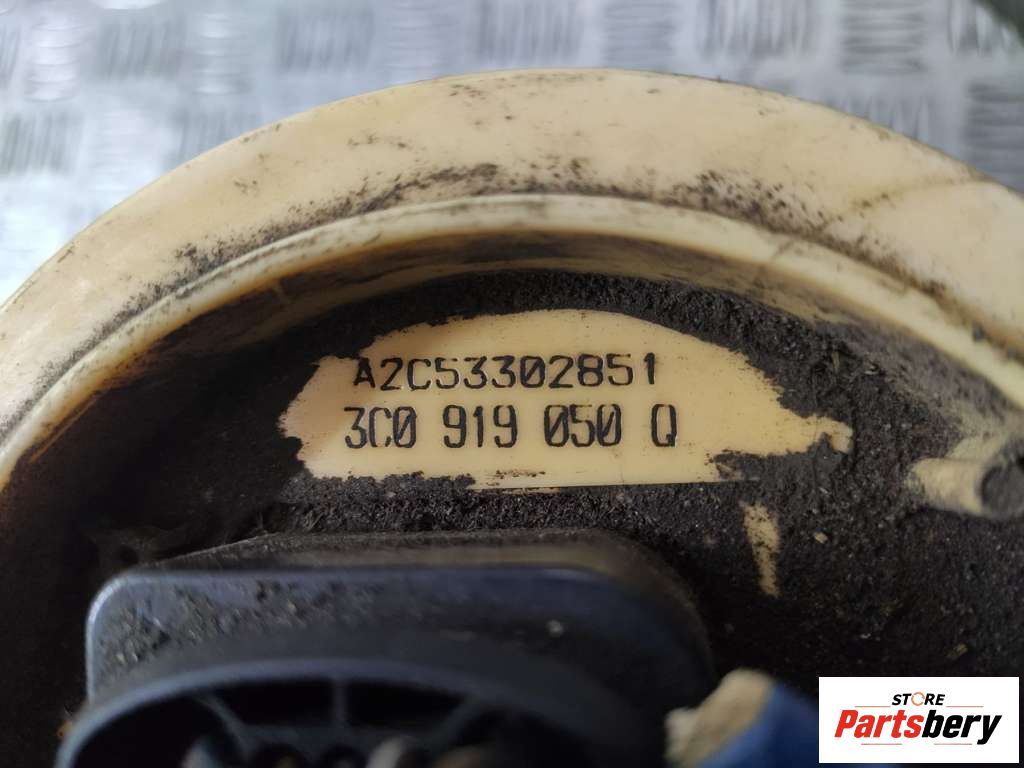 A2C53302851
3C0 919 050 Q
STORE
Partsbery